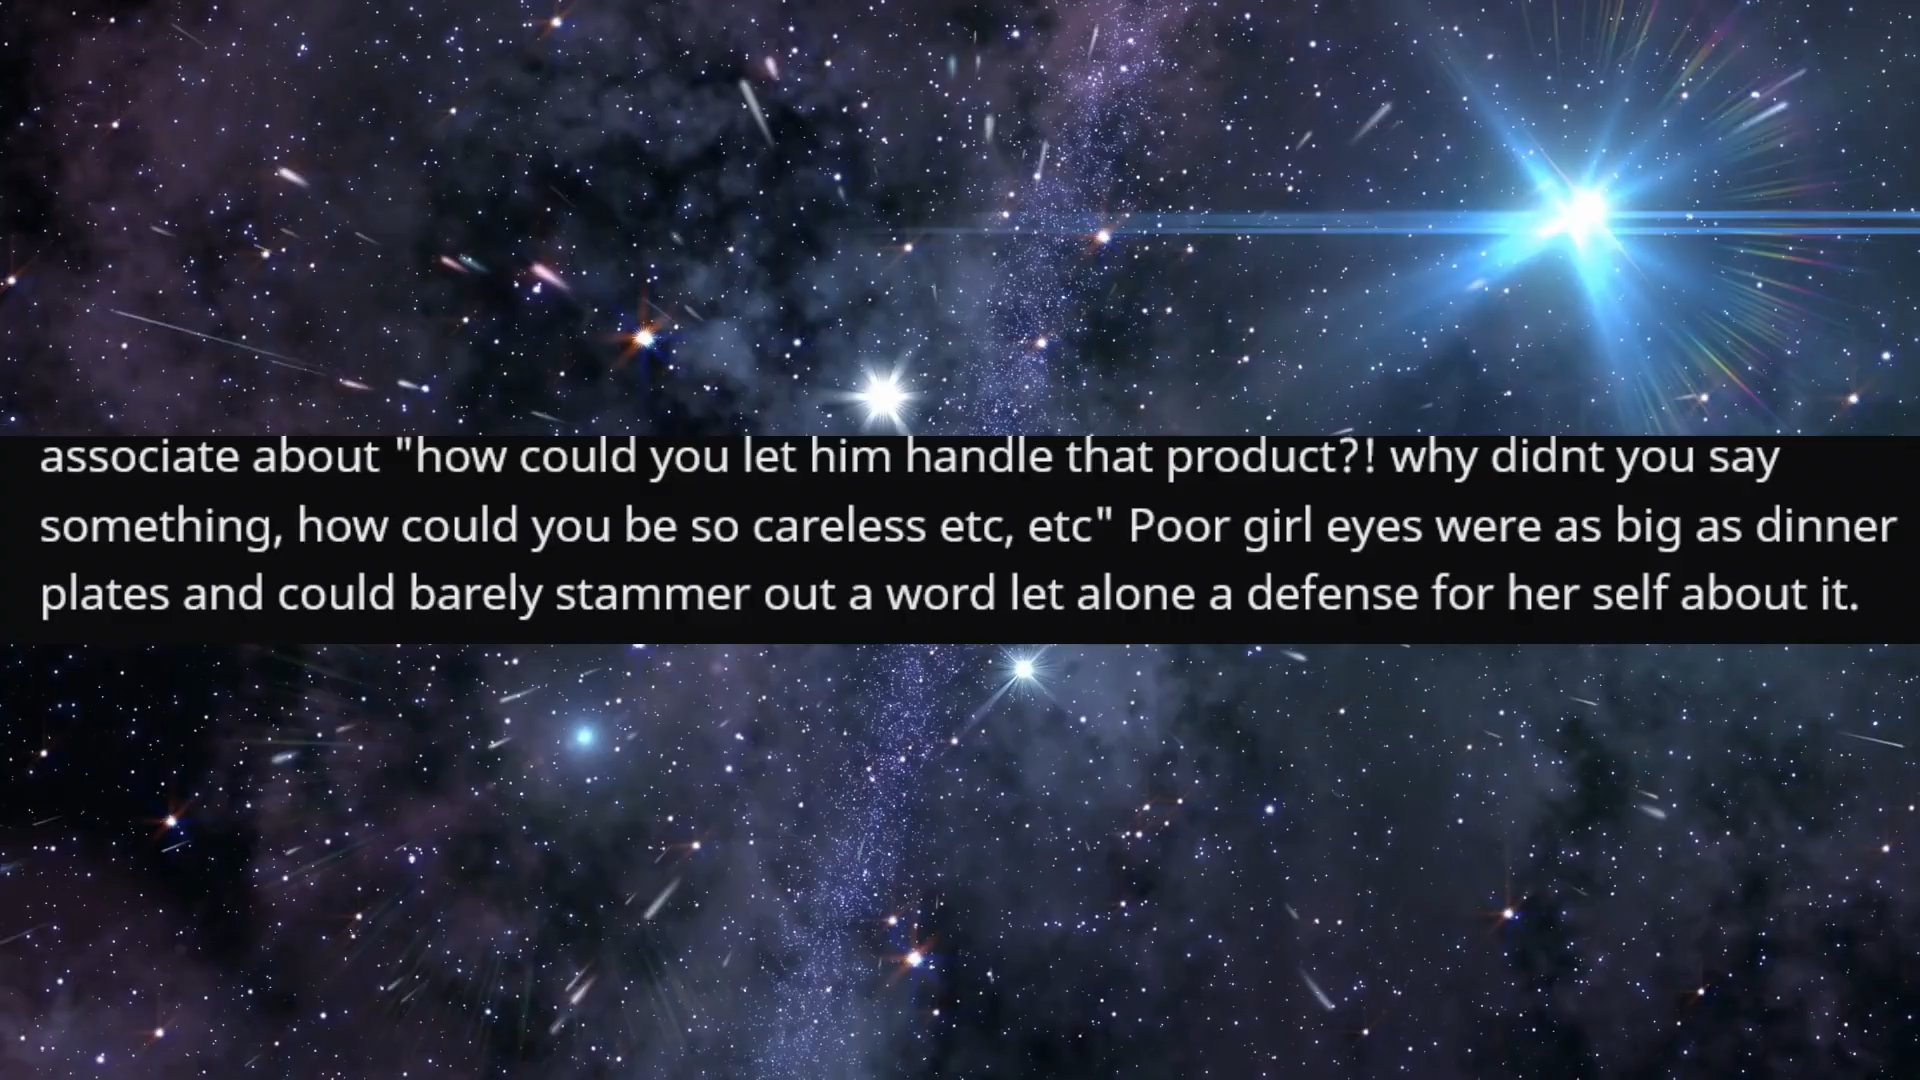 associate about "how could you let him handle that product?! why didnt you say
something, how could you be so careless etc, etc" Poor girl eyes were as big as dinner
plates and could barely stammer out a word let alone a defense for her self about it.